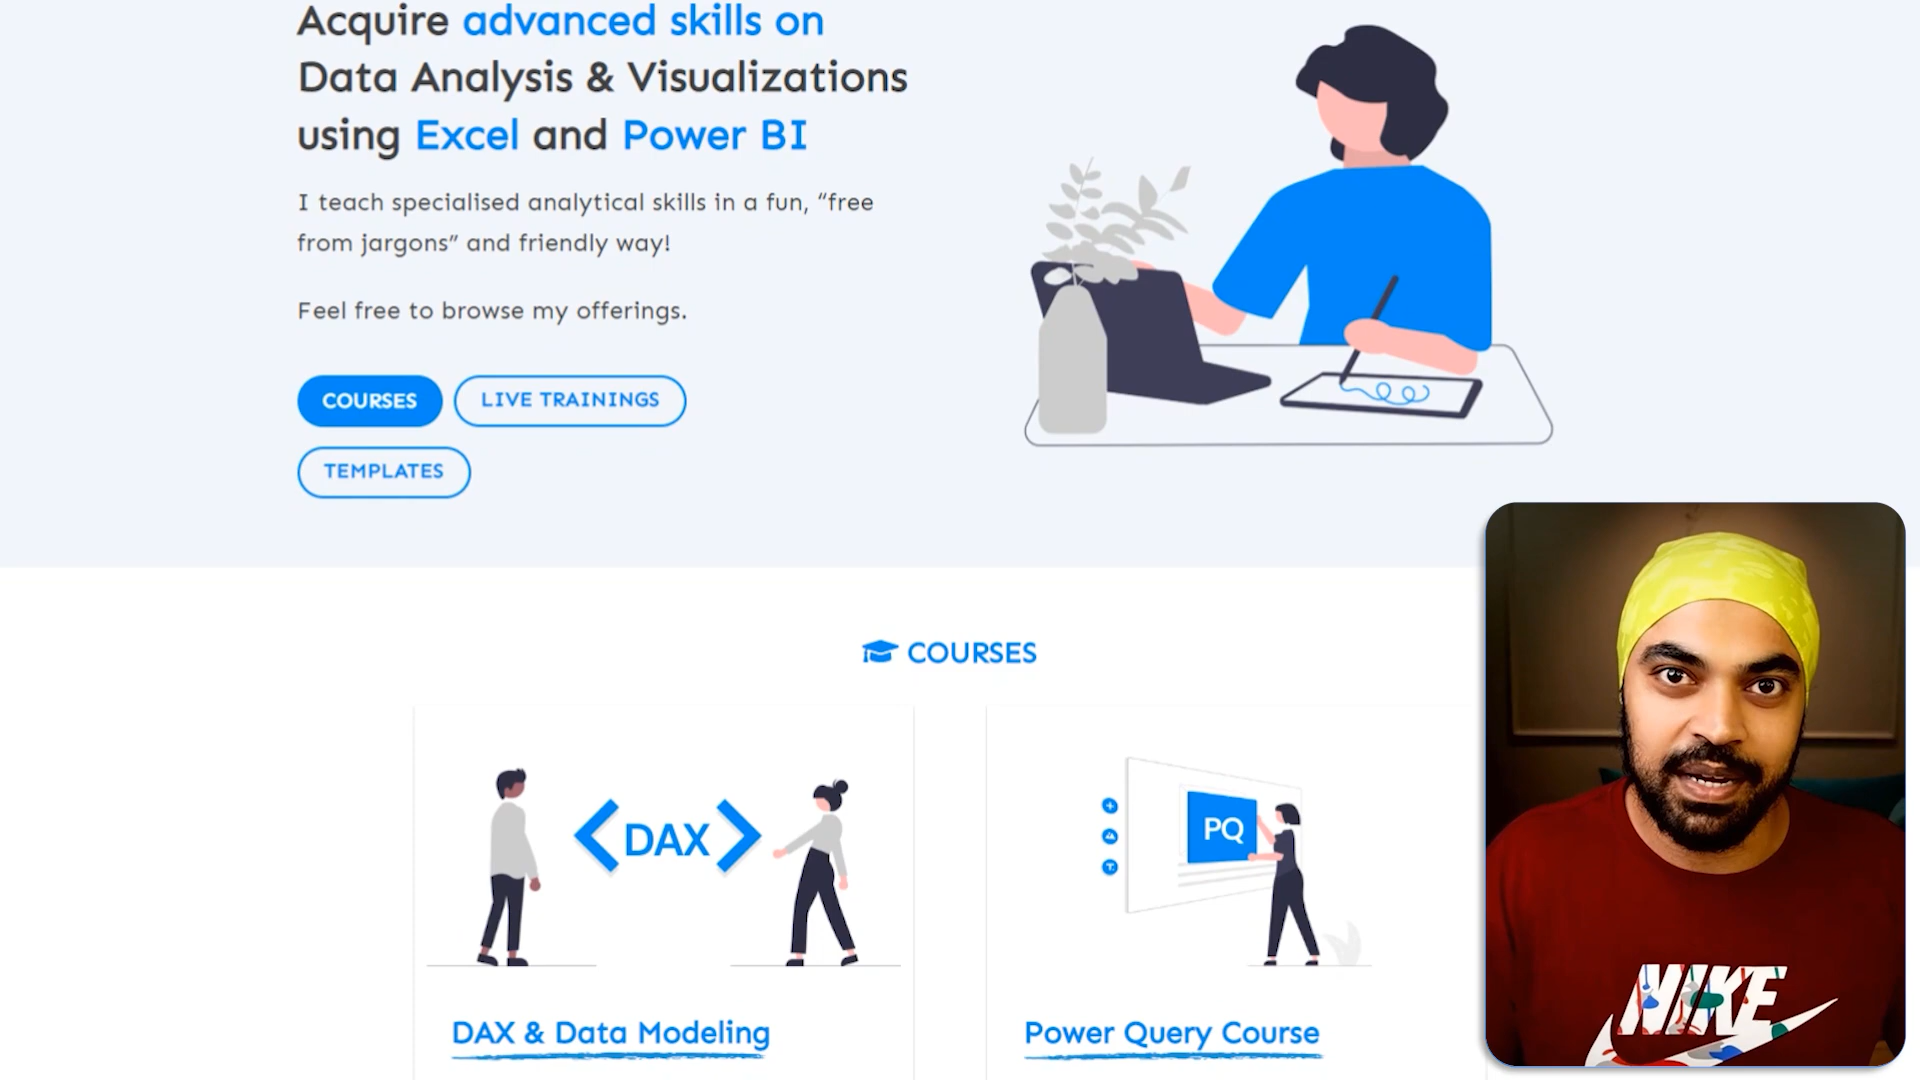 Acquire advanced skills on
Data Analysis & Visualizations
using Excel and Power BI
I teach specialised analytical skills in a fun, “free
from jargons” and friendly way!
Feel free to browse my offerings.
COURSES
LIVE TRAININGS
TEMPLATES
COURSES
DAX
PQ
DAX & Data Modeling
Power Query Course
NIKE